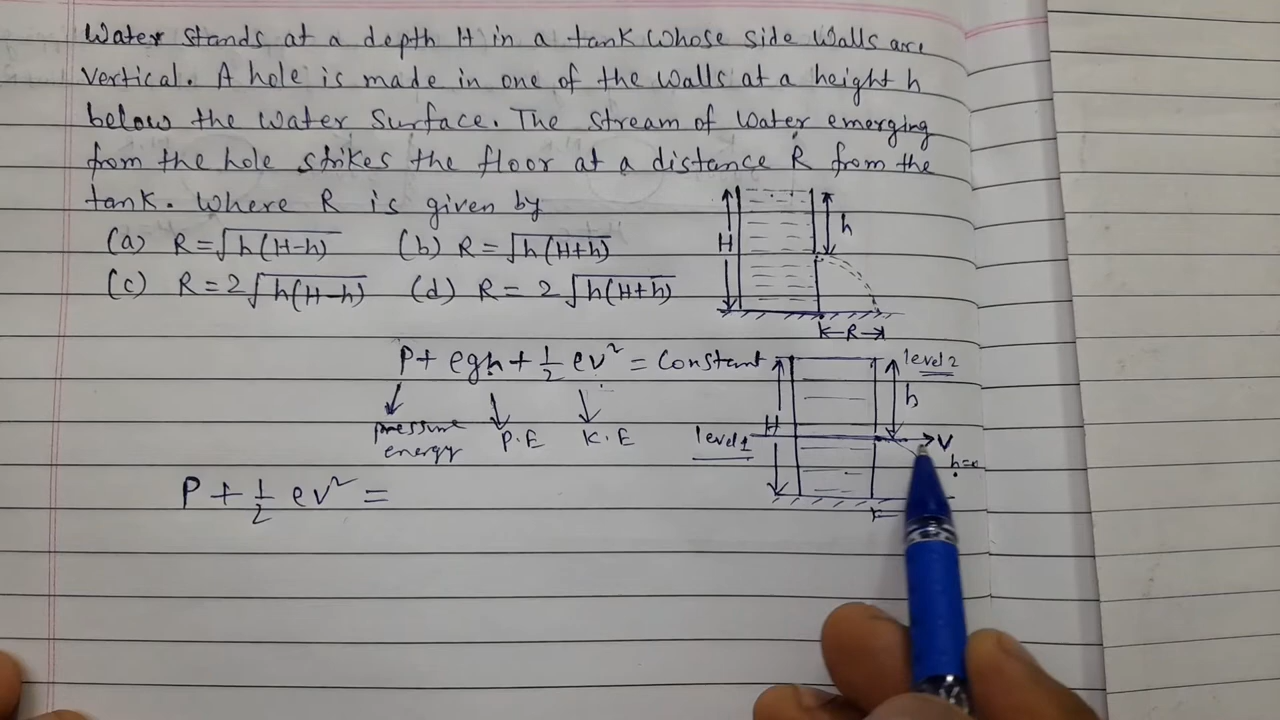 Water stands at a depth H in a tank whose side walls are
vertical. A hole is made in one of the walls at a height h
below the water surface. The stream of water emerging
from the hole strikes the floor at a distance R from the
tank. Where R is given by
(a) R=√h(H-h) (b) R=√h(H+h)
(c) R=2√h(H-h) (d) R= 2√h(H+h)
H
h
R
P+ ρgh + 1/2 ρv² = Constant
pressure energy
P.E
K.E
level 2
h
H
level 1
V
P + 1/2 ρv² =